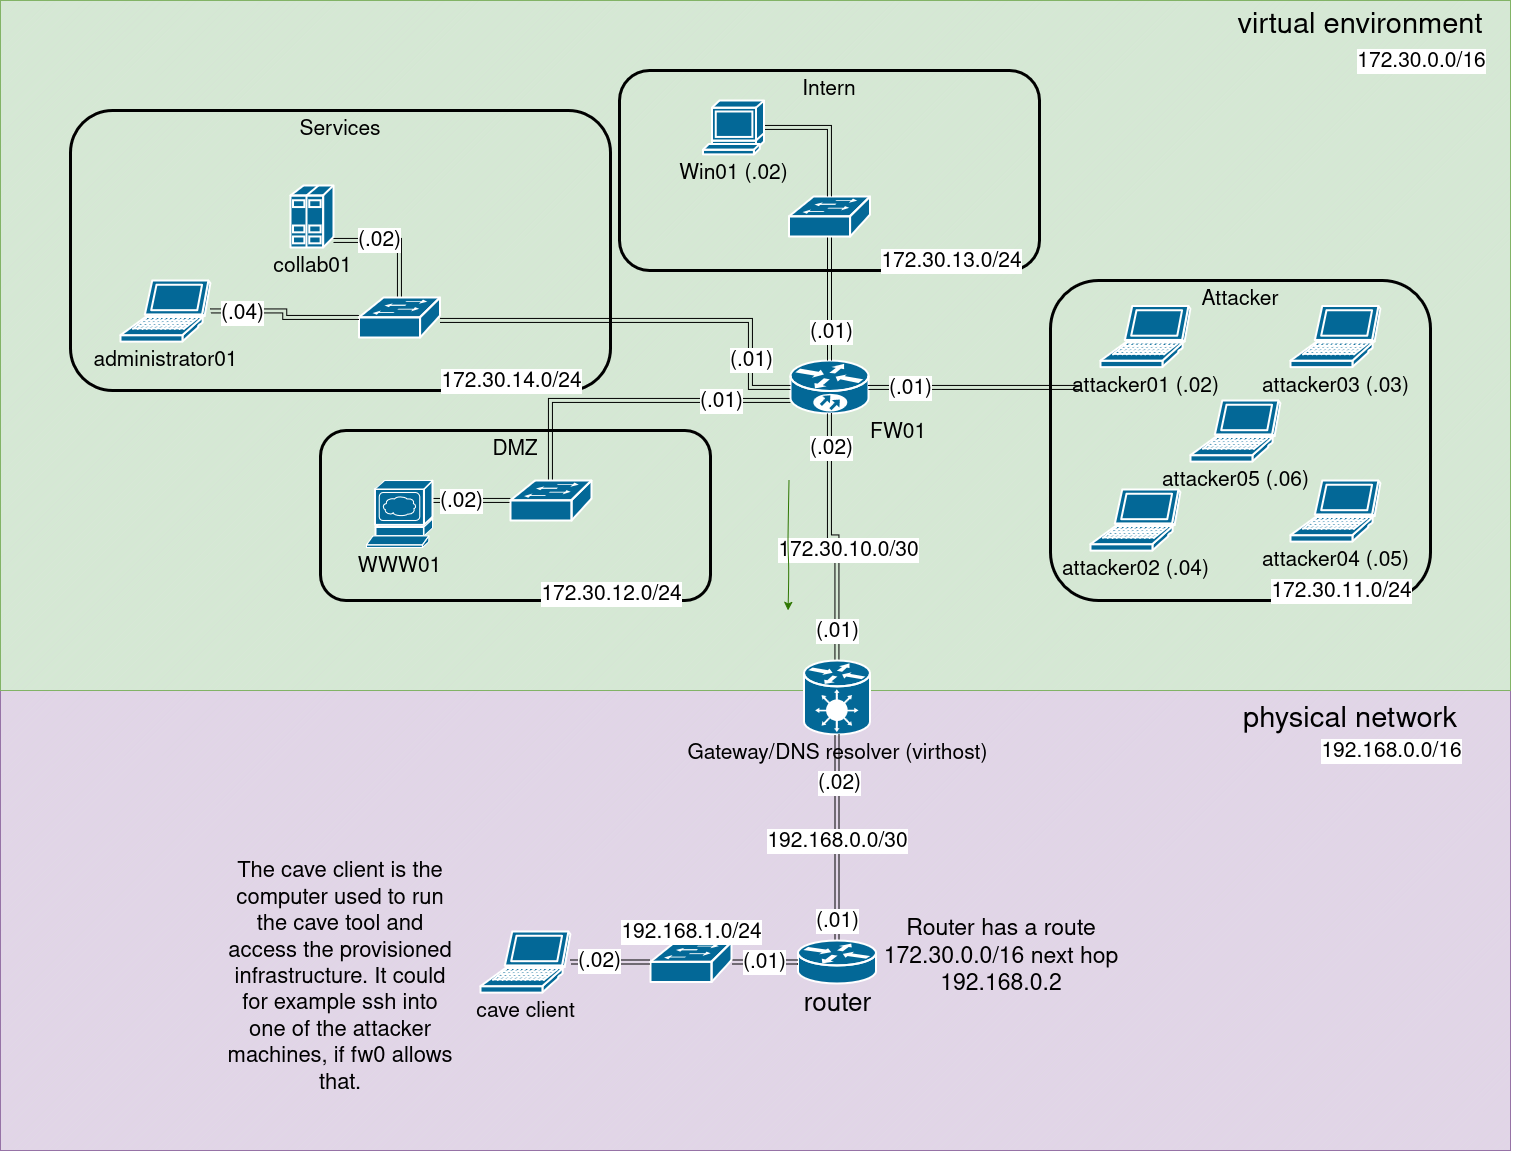 virtual environment
172.30.0.0/16
Intern
Win01 (.02)
172.30.13.0/24
Services
collab01
(.02)
administrator01
(.04)
172.30.14.0/24
(.01)
(.01)
(.01)
(.01)
(.02)
FW01
Attacker
attacker01 (.02)
attacker03 (.03)
attacker05 (.06)
attacker02 (.04)
attacker04 (.05)
172.30.11.0/24
DMZ
(.02)
WWW01
172.30.12.0/24
172.30.10.0/30
(.01)
physical network
192.168.0.0/16
Gateway/DNS resolver (virthost)
(.02)
192.168.0.0/30
(.01)
The cave client is the
computer used to run
the cave tool and
access the provisioned
infrastructure. It could
for example ssh into
one of the attacker
machines, if fw0 allows
that.
192.168.1.0/24
(.02)
(.01)
cave client
router
Router has a route
172.30.0.0/16 next hop
192.168.0.2